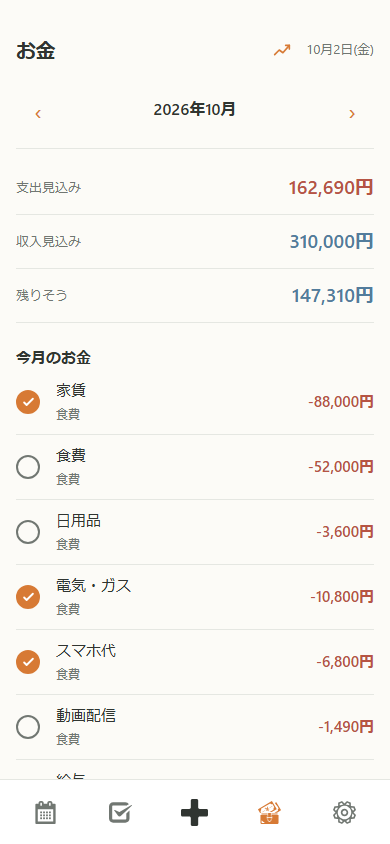 お金
10月2日(金)
‹ 2026年10月 ›
支出見込み 162,690円
収入見込み 310,000円
残りそう 147,310円
今月のお金
家賃
食費
-88,000円
食費
食費
-52,000円
日用品
食費
-3,600円
電気・ガス
食費
-10,800円
スマホ代
食費
-6,800円
動画配信
食費
-1,490円